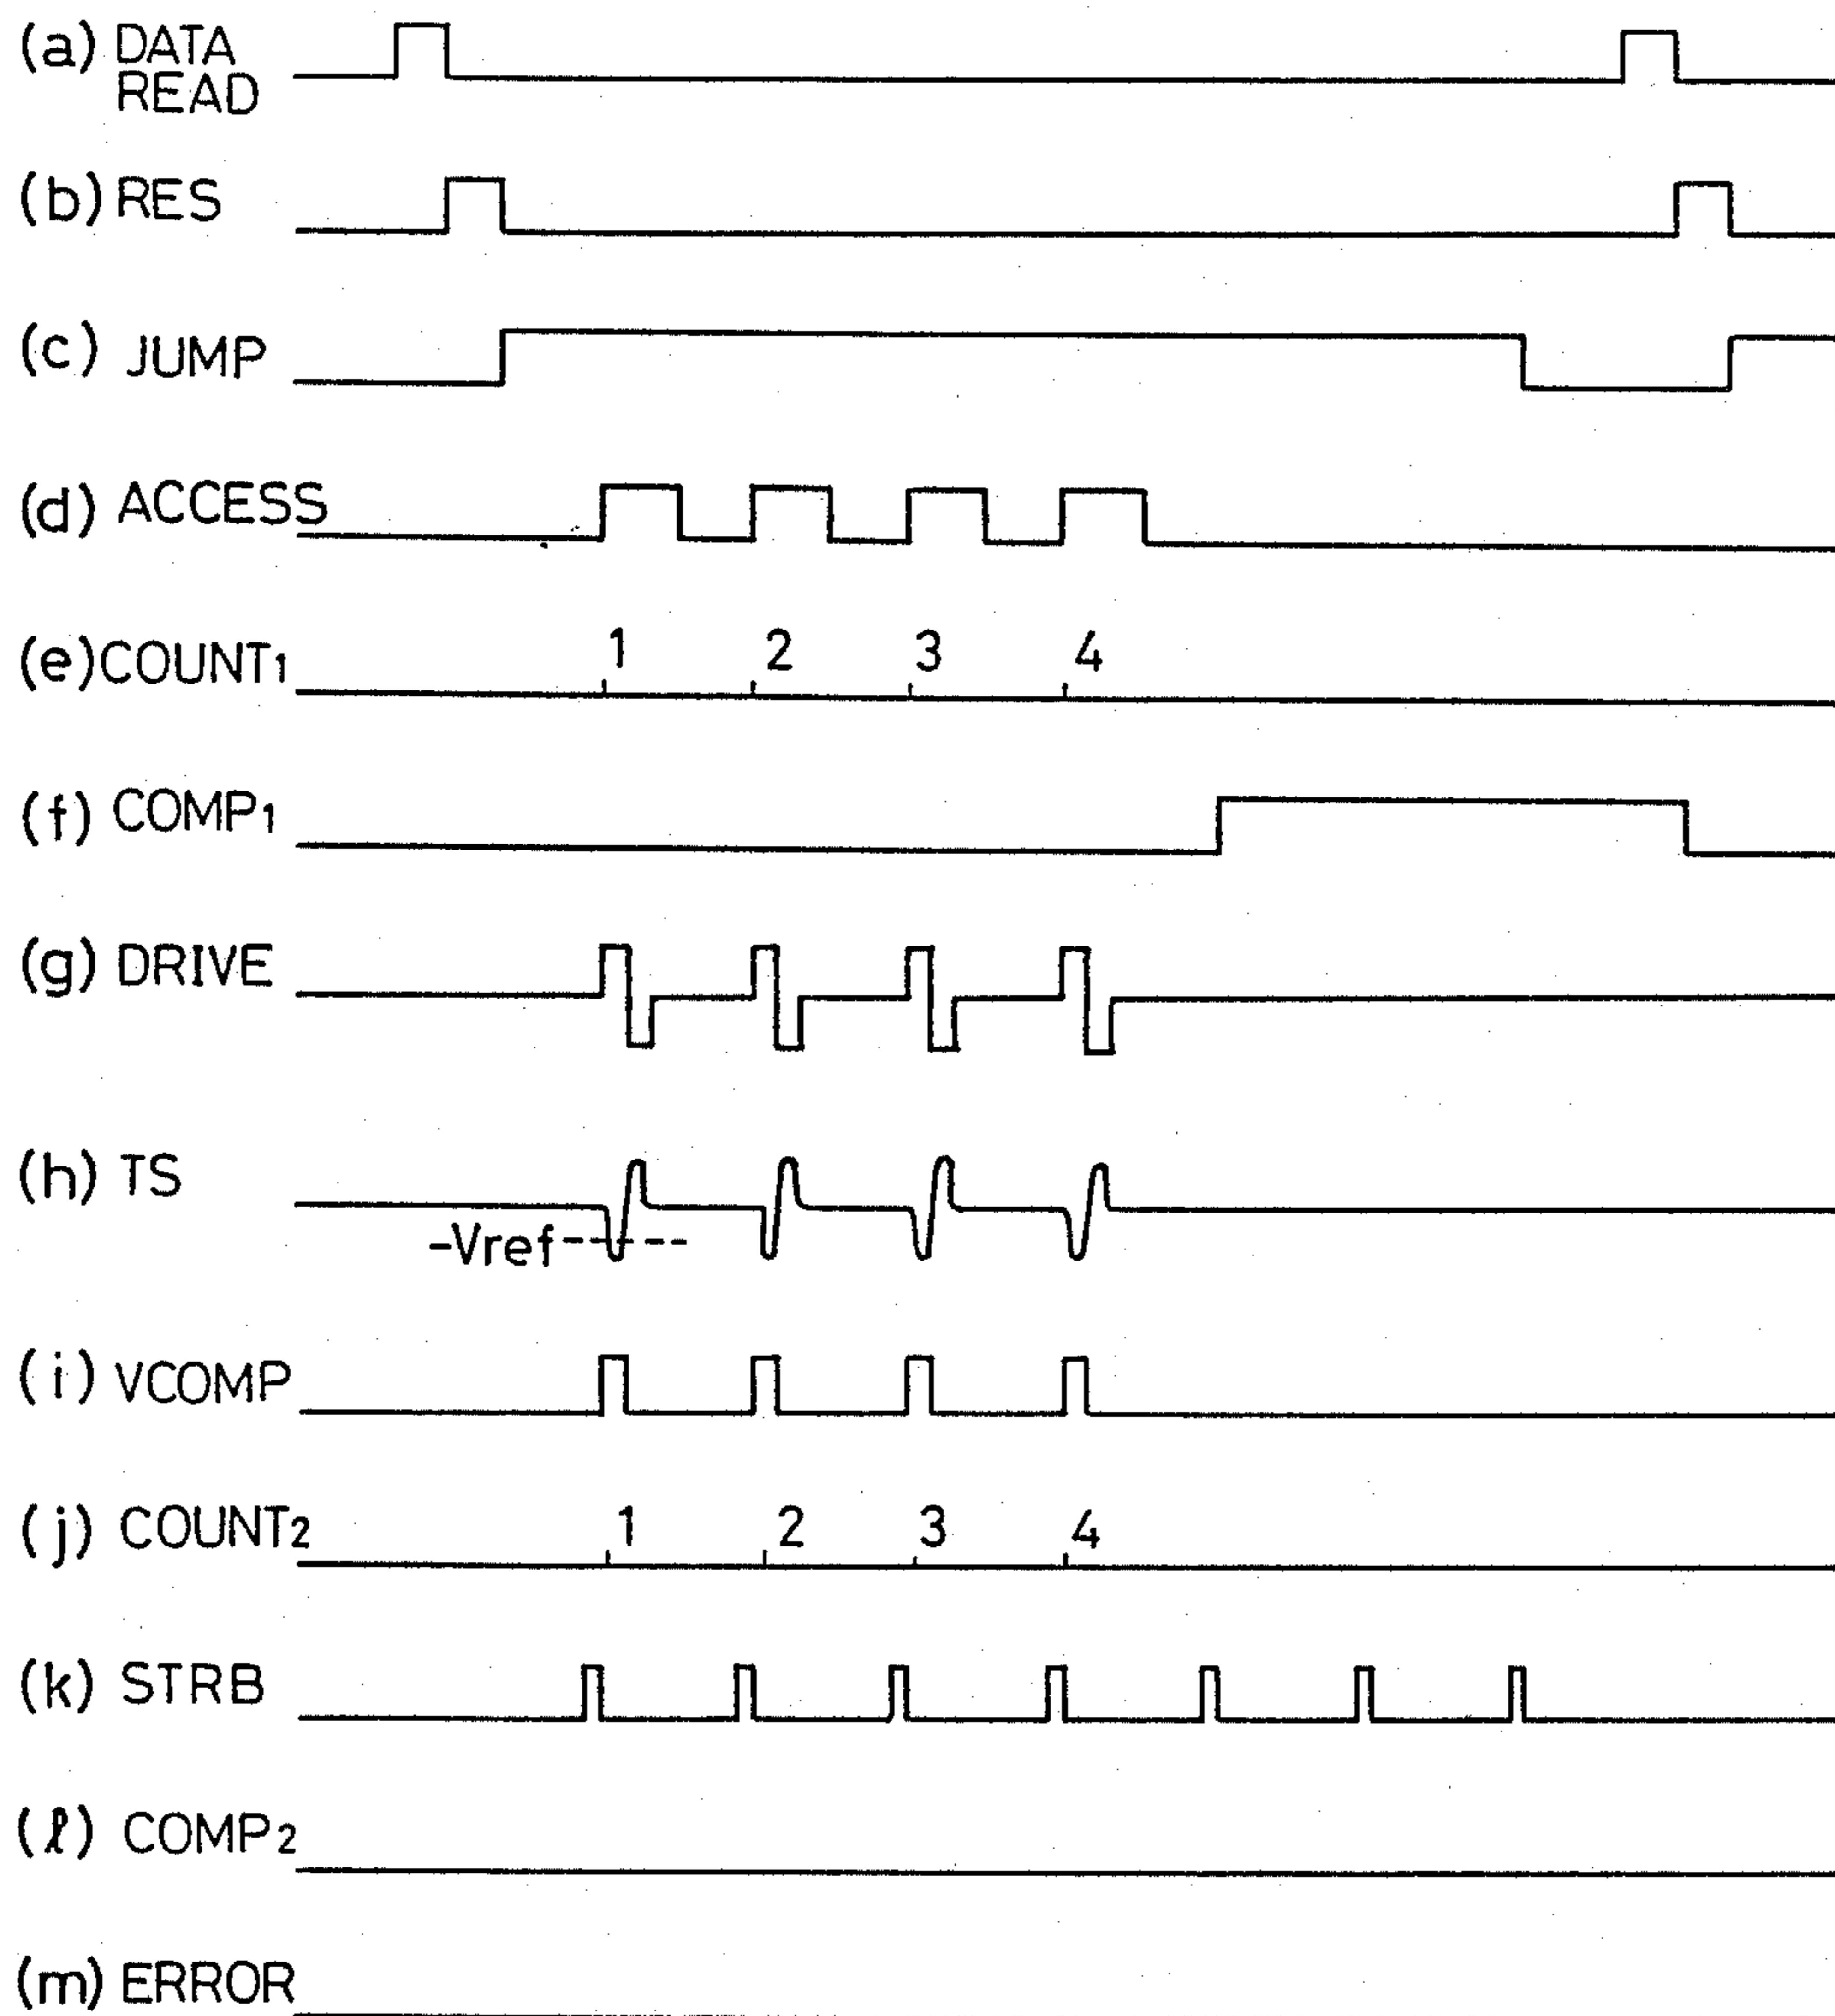 (a) DATA
READ
(b) RES
(c) JUMP
(d) ACCESS
(e) COUNT1
1 2 3 4
(f) COMP1
(g) DRIVE
(h) TS
-Vref
(i) VCOMP
(j) COUNT2
1 2 3 4
(k) STRB
(ℓ) COMP2
(m) ERROR